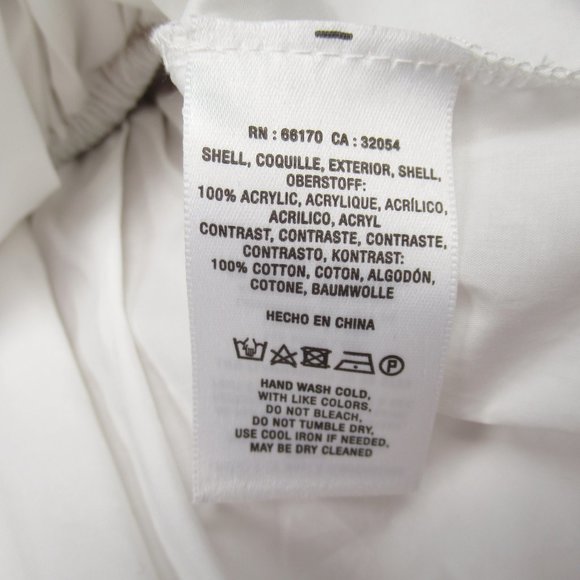 RN : 66170 CA : 32054
SHELL, COQUILLE, EXTERIOR, SHELL,
OBERSTOFF:
100% ACRYLIC, ACRYLIQUE, ACRÍLICO,
ACRILICO, ACRYL
CONTRAST, CONTRASTE, CONTRASTE,
CONTRASTO, KONTRAST:
100% COTTON, COTON, ALGODÓN,
COTONE, BAUMWOLLE
HECHO EN CHINA
P
HAND WASH COLD,
WITH LIKE COLORS,
DO NOT BLEACH,
DO NOT TUMBLE DRY,
USE COOL IRON IF NEEDED,
MAY BE DRY CLEANED